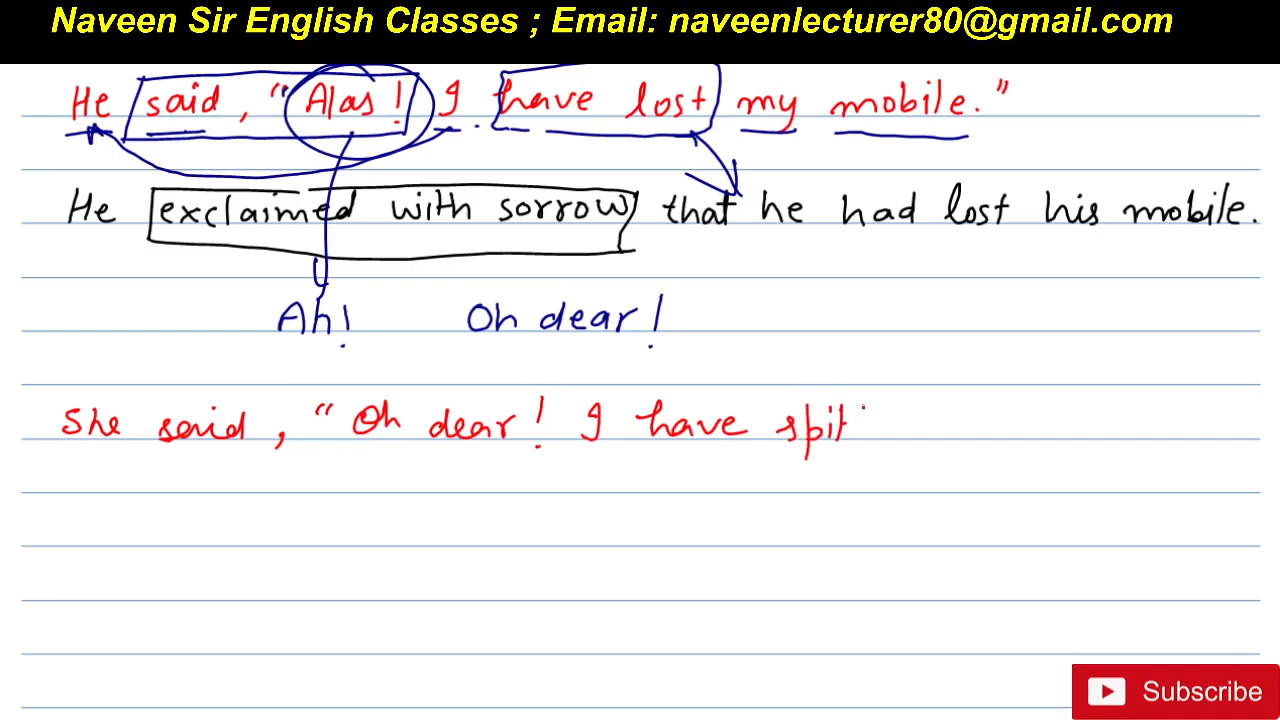 Naveen Sir English Classes ; Email: naveenlecturer80@gmail.com
He said, “Alas! I have lost my mobile.”
He exclaimed with sorrow that he had lost his mobile.
Ah! Oh dear!
She said, “Oh dear! I have spit
Subscribe